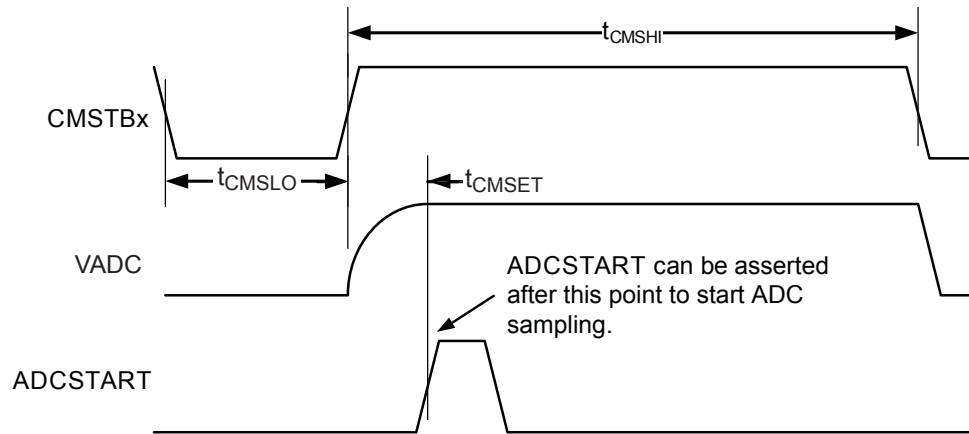 tCMSHI
CMSTBx
tCMSLO
tCMSET
VADC
ADCSTART can be asserted
after this point to start ADC
sampling.
ADCSTART